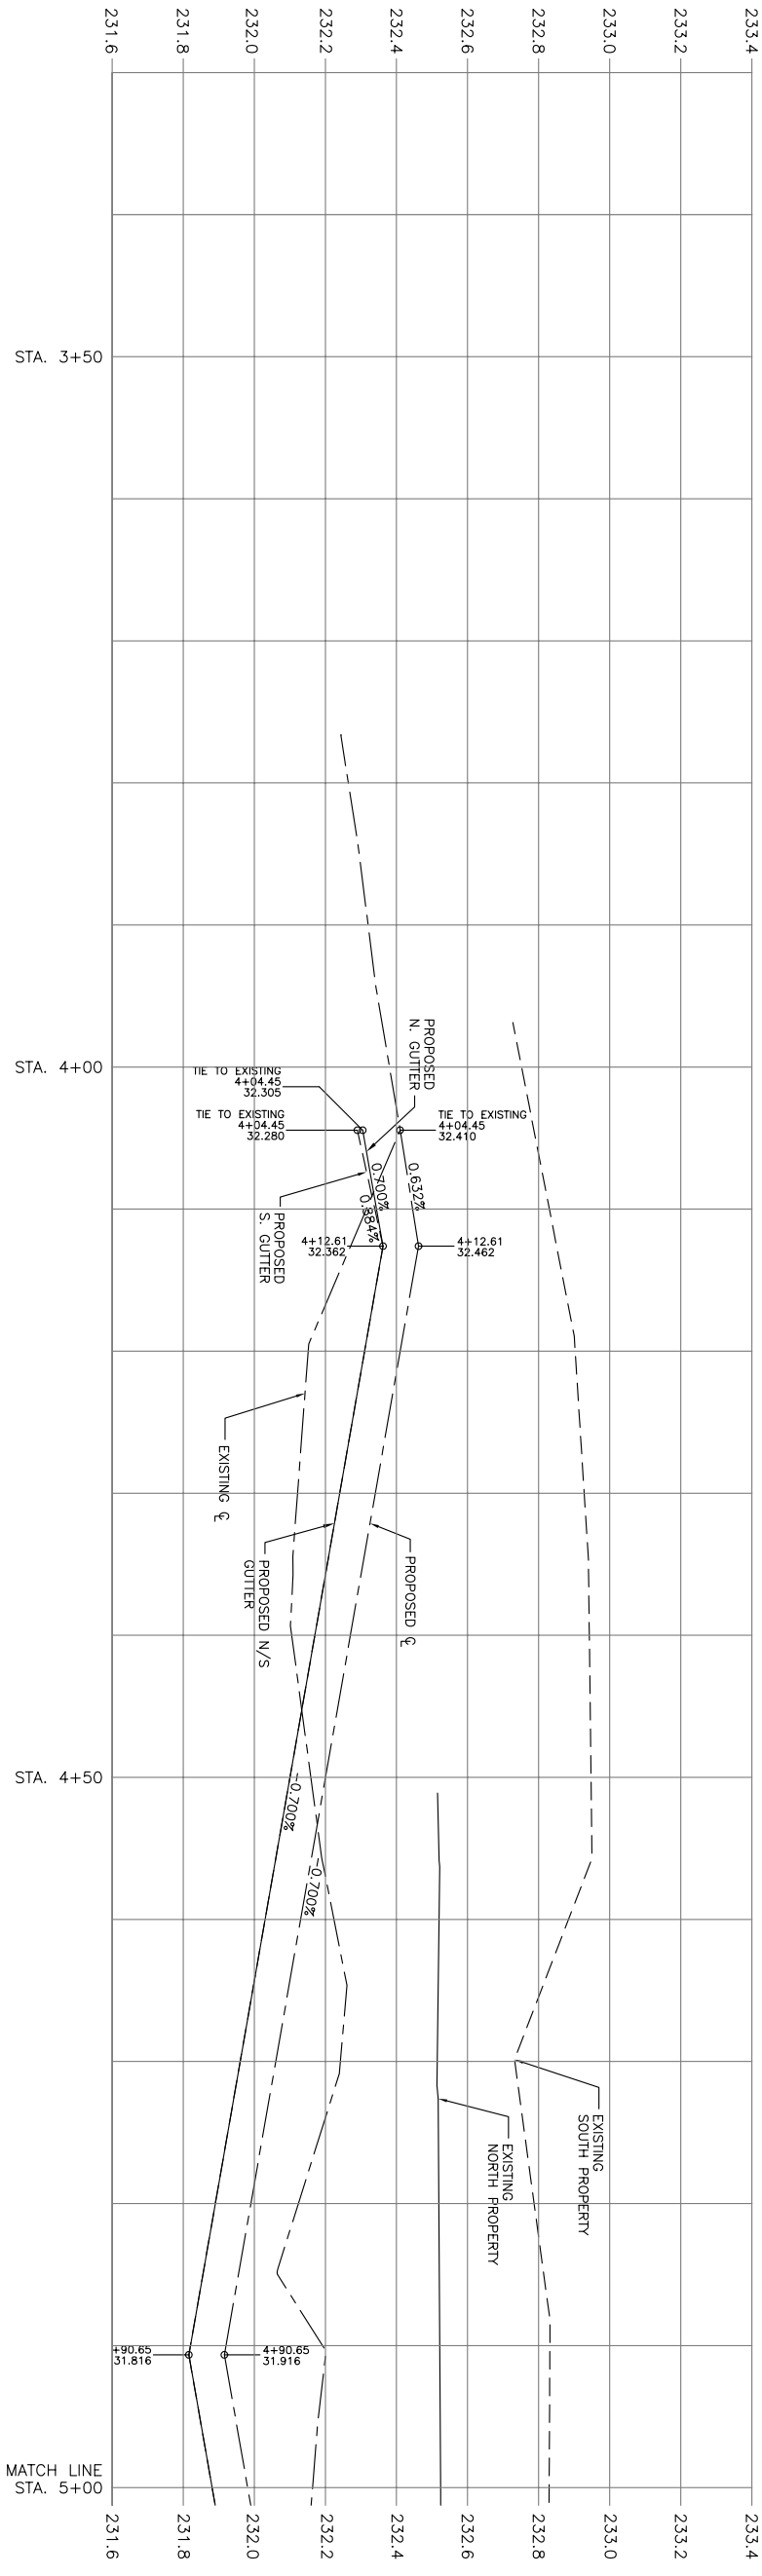 231.6
231.8
232.0
232.2
232.4
232.6
232.8
233.0
233.2
233.4
STA. 3+50
STA. 4+00
PROPOSED
N. GUTTER
TIE TO EXISTING
4+04.45
32.305
TIE TO EXISTING
4+04.45
32.280
TIE TO EXISTING
4+04.45
32.410
0.632%
0.700%
0.884%
PROPOSED
S. GUTTER
4+12.61
32.362
4+12.61
32.462
EXISTING ℄
PROPOSED N/S
GUTTER
PROPOSED ℄
STA. 4+50
-0.700%
-0.700%
EXISTING
SOUTH PROPERTY
EXISTING
NORTH PROPERTY
+90.65
31.816
4+90.65
31.916
MATCH LINE
STA. 5+00
231.6
231.8
232.0
232.2
232.4
232.6
232.8
233.0
233.2
233.4